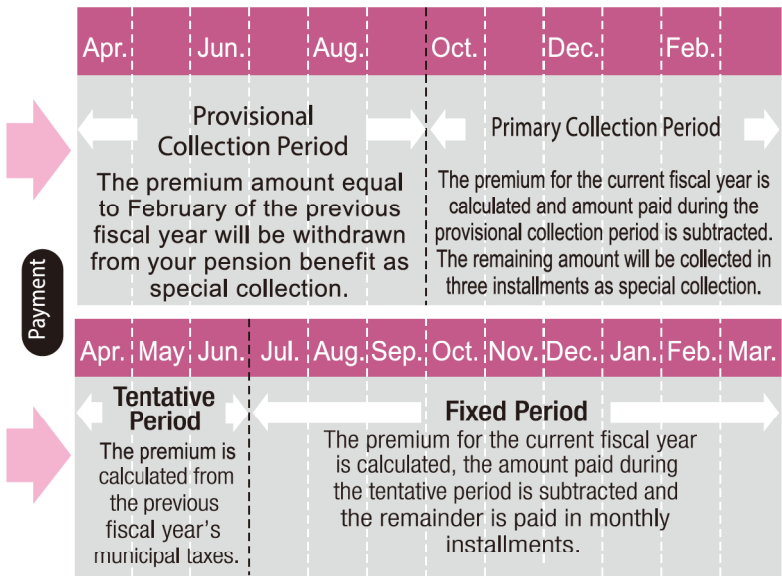 Apr. Jun. Aug. Oct. Dec. Feb.
Provisional
Collection Period
The premium amount equal
to February of the previous
fiscal year will be withdrawn
from your pension benefit as
special collection.
Primary Collection Period
The premium for the current fiscal year is
calculated and amount paid during the
provisional collection period is subtracted.
The remaining amount will be collected in
three installments as special collection.
Payment
Apr. May Jun. Jul. Aug. Sep. Oct. Nov. Dec. Jan. Feb. Mar.
Tentative
Period
The premium is
calculated from
the previous
fiscal year's
municipal taxes.
Fixed Period
The premium for the current fiscal year
is calculated, the amount paid during
the tentative period is subtracted and
the remainder is paid in monthly
installments.